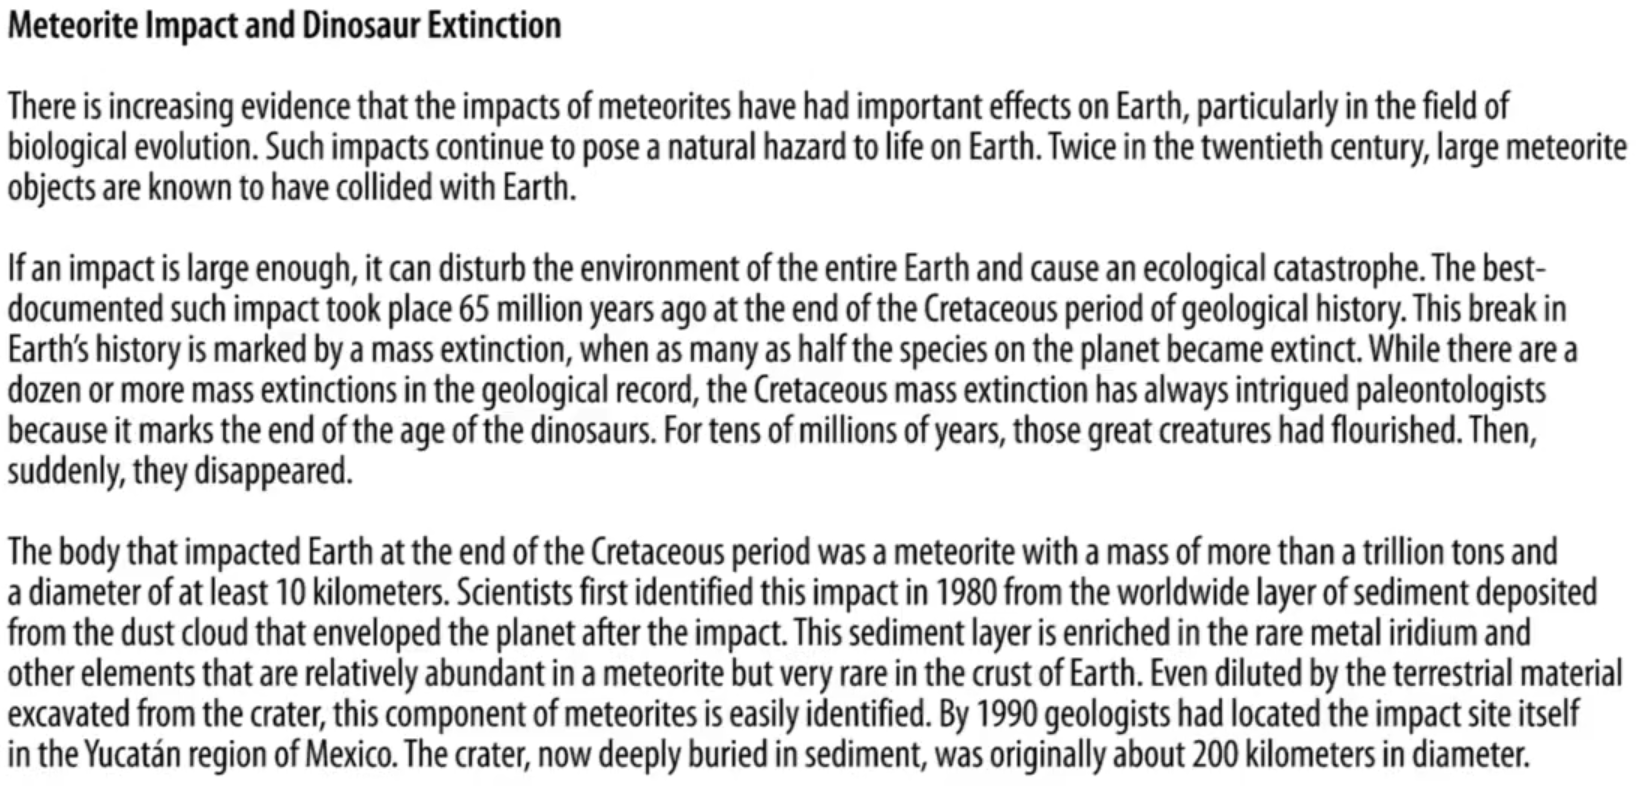 Meteorite Impact and Dinosaur Extinction
There is increasing evidence that the impacts of meteorites have had important effects on Earth, particularly in the field of
biological evolution. Such impacts continue to pose a natural hazard to life on Earth. Twice in the twentieth century, large meteorite
objects are known to have collided with Earth.
If an impact is large enough, it can disturb the environment of the entire Earth and cause an ecological catastrophe. The best-
documented such impact took place 65 million years ago at the end of the Cretaceous period of geological history. This break in
Earth's history is marked by a mass extinction, when as many as half the species on the planet became extinct. While there are a
dozen or more mass extinctions in the geological record, the Cretaceous mass extinction has always intrigued paleontologists
because it marks the end of the age of the dinosaurs. For tens of millions of years, those great creatures had flourished. Then,
suddenly, they disappeared.
The body that impacted Earth at the end of the Cretaceous period was a meteorite with a mass of more than a trillion tons and
a diameter of at least 10 kilometers. Scientists first identified this impact in 1980 from the worldwide layer of sediment deposited
from the dust cloud that enveloped the planet after the impact. This sediment layer is enriched in the rare metal iridium and
other elements that are relatively abundant in a meteorite but very rare in the crust of Earth. Even diluted by the terrestrial material
excavated from the crater, this component of meteorites is easily identified. By 1990 geologists had located the impact site itself
in the Yucatán region of Mexico. The crater, now deeply buried in sediment, was originally about 200 kilometers in diameter.